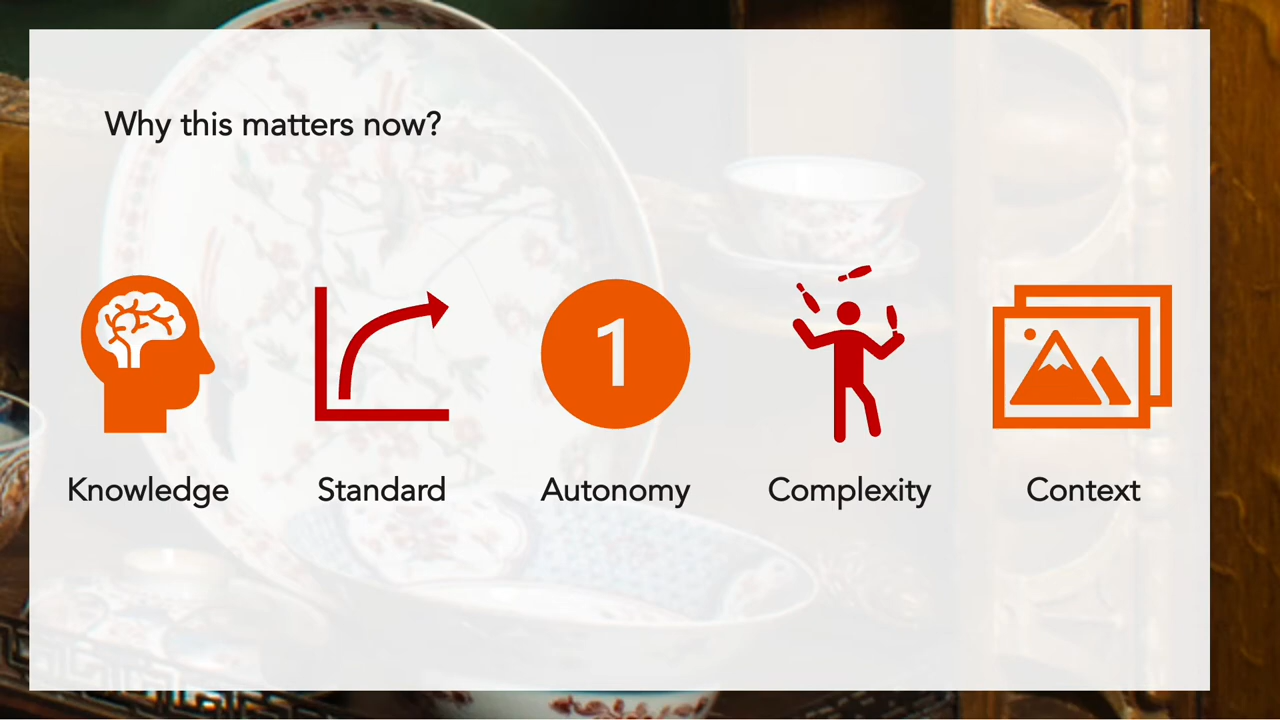 Why this matters now?
1
Knowledge
Standard
Autonomy
Complexity
Context